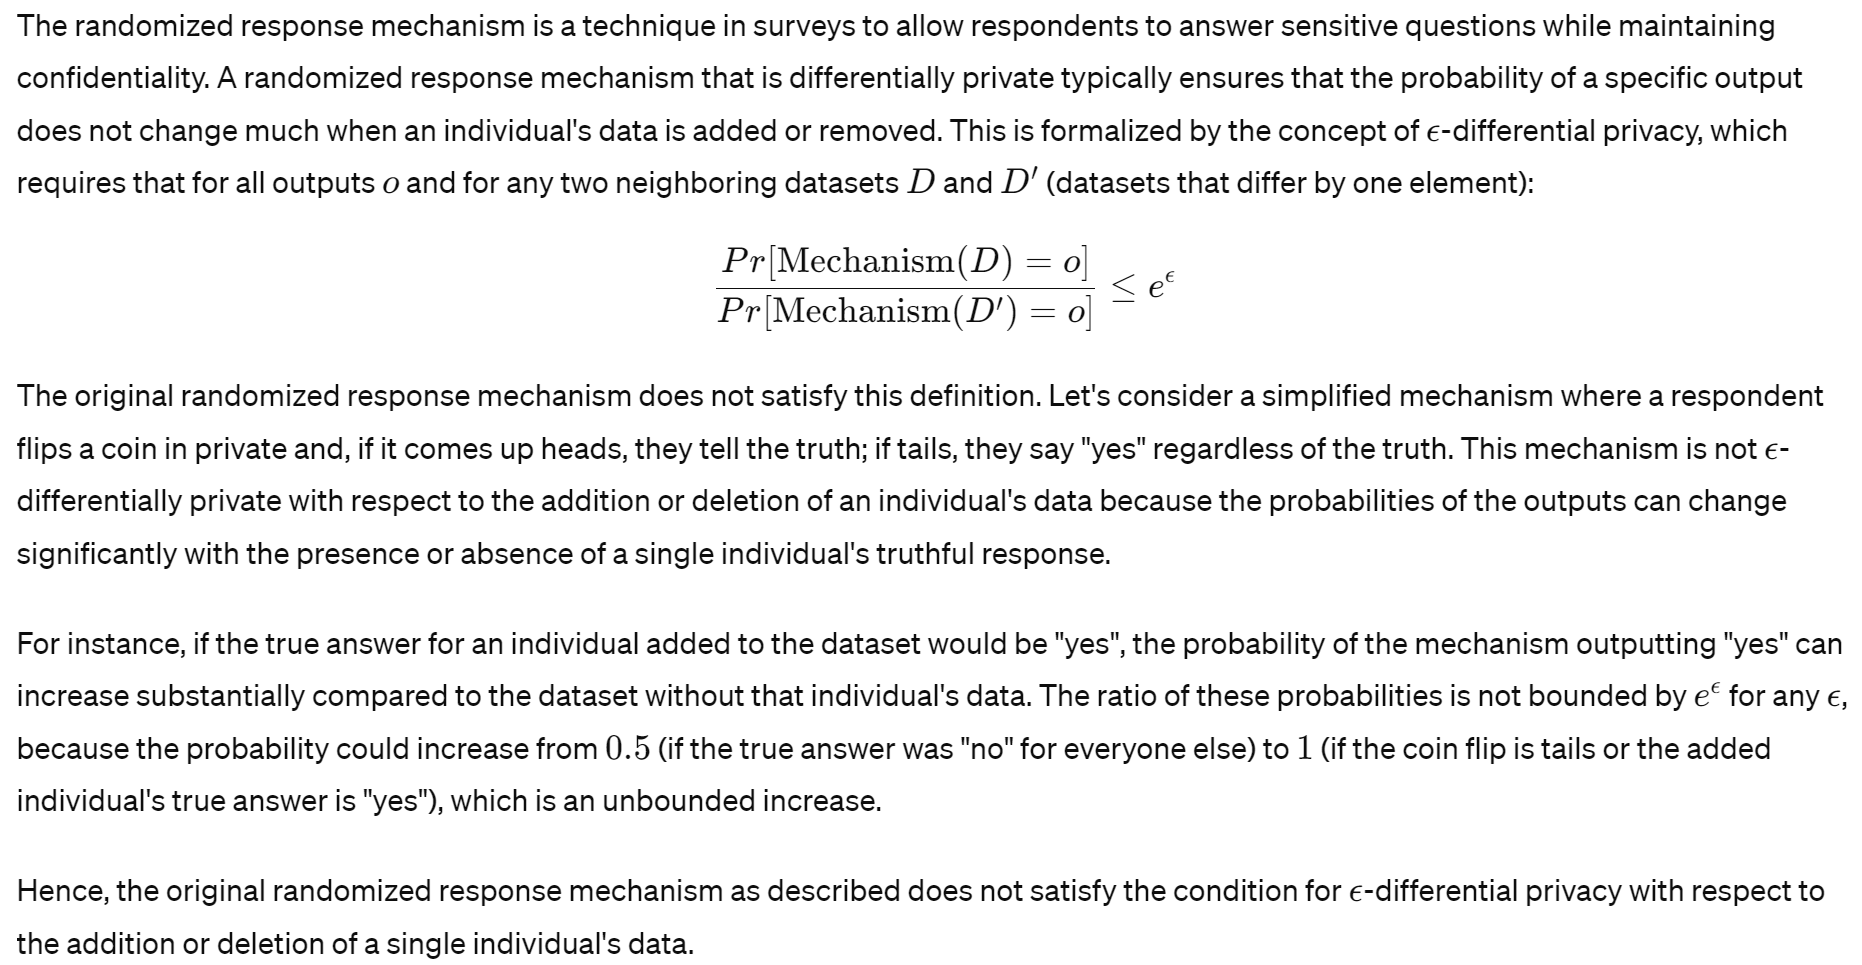 The randomized response mechanism is a technique in surveys to allow respondents to answer sensitive questions while maintaining
confidentiality. A randomized response mechanism that is differentially private typically ensures that the probability of a specific output
does not change much when an individual's data is added or removed. This is formalized by the concept of ϵ-differential privacy, which
requires that for all outputs o and for any two neighboring datasets D and D′ (datasets that differ by one element):
Pr[Mechanism(D) = o]
Pr[Mechanism(D′) = o] ≤ e^ϵ
The original randomized response mechanism does not satisfy this definition. Let's consider a simplified mechanism where a respondent
flips a coin in private and, if it comes up heads, they tell the truth; if tails, they say "yes" regardless of the truth. This mechanism is not ϵ-
differentially private with respect to the addition or deletion of an individual's data because the probabilities of the outputs can change
significantly with the presence or absence of a single individual's truthful response.
For instance, if the true answer for an individual added to the dataset would be "yes", the probability of the mechanism outputting "yes" can
increase substantially compared to the dataset without that individual's data. The ratio of these probabilities is not bounded by e^ϵ for any ϵ,
because the probability could increase from 0.5 (if the true answer was "no" for everyone else) to 1 (if the coin flip is tails or the added
individual's true answer is "yes"), which is an unbounded increase.
Hence, the original randomized response mechanism as described does not satisfy the condition for ϵ-differential privacy with respect to
the addition or deletion of a single individual's data.